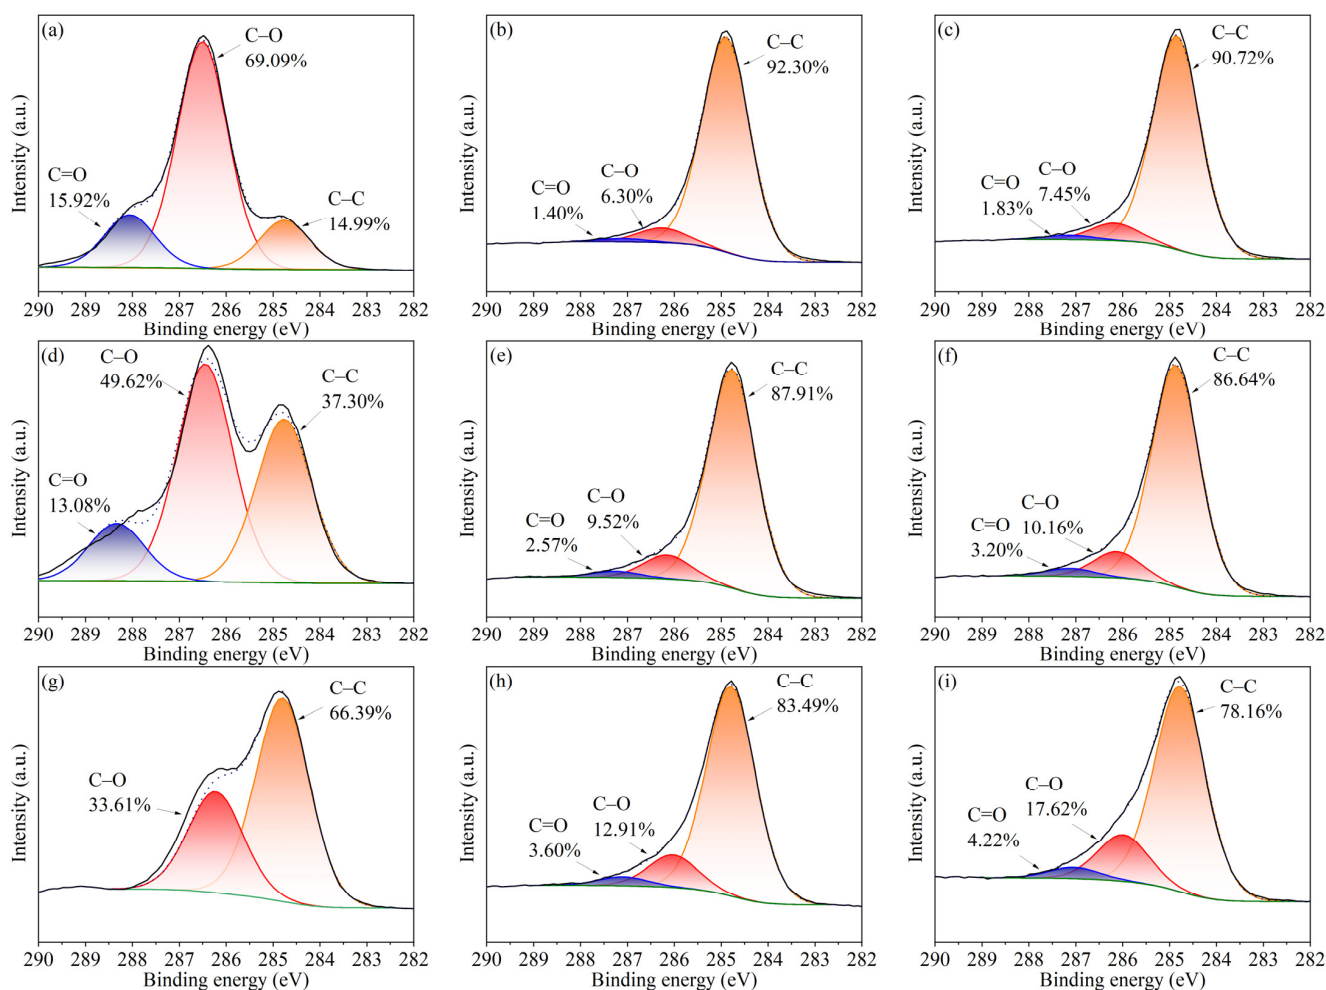 (a)
C–O
69.09%
C=O
15.92%
C–C
14.99%
Intensity (a.u.)
290 289 288 287 286 285 284 283 282
Binding energy (eV)
(b)
C–C
92.30%
C–O
6.30%
C=O
1.40%
Intensity (a.u.)
290 289 288 287 286 285 284 283 282
Binding energy (eV)
(c)
C–C
90.72%
C–O
7.45%
C=O
1.83%
Intensity (a.u.)
290 289 288 287 286 285 284 283 282
Binding energy (eV)
(d)
C–O
49.62%
C–C
37.30%
C=O
13.08%
Intensity (a.u.)
290 289 288 287 286 285 284 283 282
Binding energy (eV)
(e)
C–C
87.91%
C–O
9.52%
C=O
2.57%
Intensity (a.u.)
290 289 288 287 286 285 284 283 282
Binding energy (eV)
(f)
C–C
86.64%
C–O
10.16%
C=O
3.20%
Intensity (a.u.)
290 289 288 287 286 285 284 283 282
Binding energy (eV)
(g)
C–C
66.39%
C–O
33.61%
Intensity (a.u.)
290 289 288 287 286 285 284 283 282
Binding energy (eV)
(h)
C–C
83.49%
C–O
12.91%
C=O
3.60%
Intensity (a.u.)
290 289 288 287 286 285 284 283 282
Binding energy (eV)
(i)
C–C
78.16%
C–O
17.62%
C=O
4.22%
Intensity (a.u.)
290 289 288 287 286 285 284 283 282
Binding energy (eV)